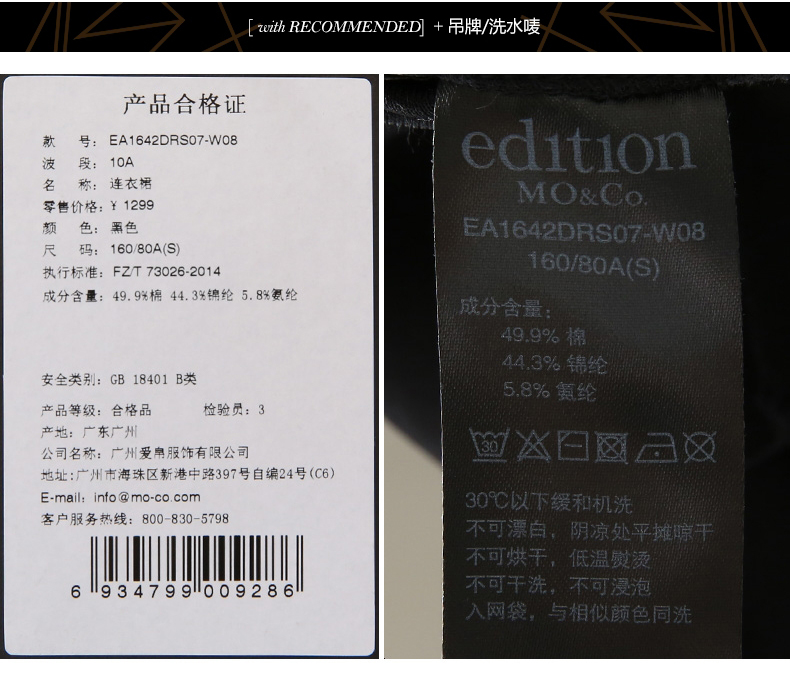 [ with RECOMMENDED] + 吊牌/洗水唛
产品合格证
款 号: EA1642DRS07-W08
波 段: 10A
名 称: 连衣裙
零售价格: ¥ 1299
颜 色: 黑色
尺 码: 160/80A(S)
执行标准: FZ/T 73026-2014
成分含量: 49.9%棉 44.3%锦纶 5.8%氨纶
安全类别: GB 18401 B类
产品等级: 合格品 检验员: 3
产地: 广东广州
公司名称: 广州爱帛服饰有限公司
地址:广州市海珠区新港中路397号自编24号(C6)
E-mail: info@mo-co.com
客户服务热线: 800-830-5798
6 934799 009286
edition
MO&Co.
EA1642DRS07-W08
160/80A(S)
成分含量:
49.9% 棉
44.3% 锦纶
5.8% 氨纶
30
30℃以下缓和机洗
不可漂白，阴凉处平摊晾干
不可烘干，低温熨烫
不可干洗，不可浸泡
入网袋，与相似颜色同洗